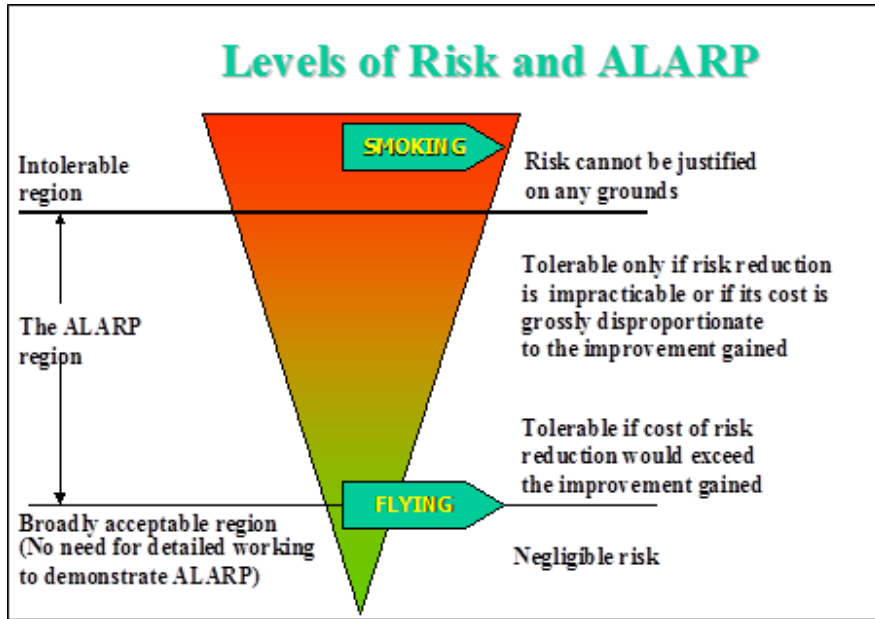 Levels of Risk and ALARP
SMOKING
Intolerable
region
Risk cannot be justified
on any grounds
The ALARP
region
Tolerable only if risk reduction
is impracticable or if its cost is
grossly disproportionate
to the improvement gained
Tolerable if cost of risk
reduction would exceed
the improvement gained
FLYING
Broadly acceptable region
(No need for detailed working
to demonstrate ALARP)
Negligible risk